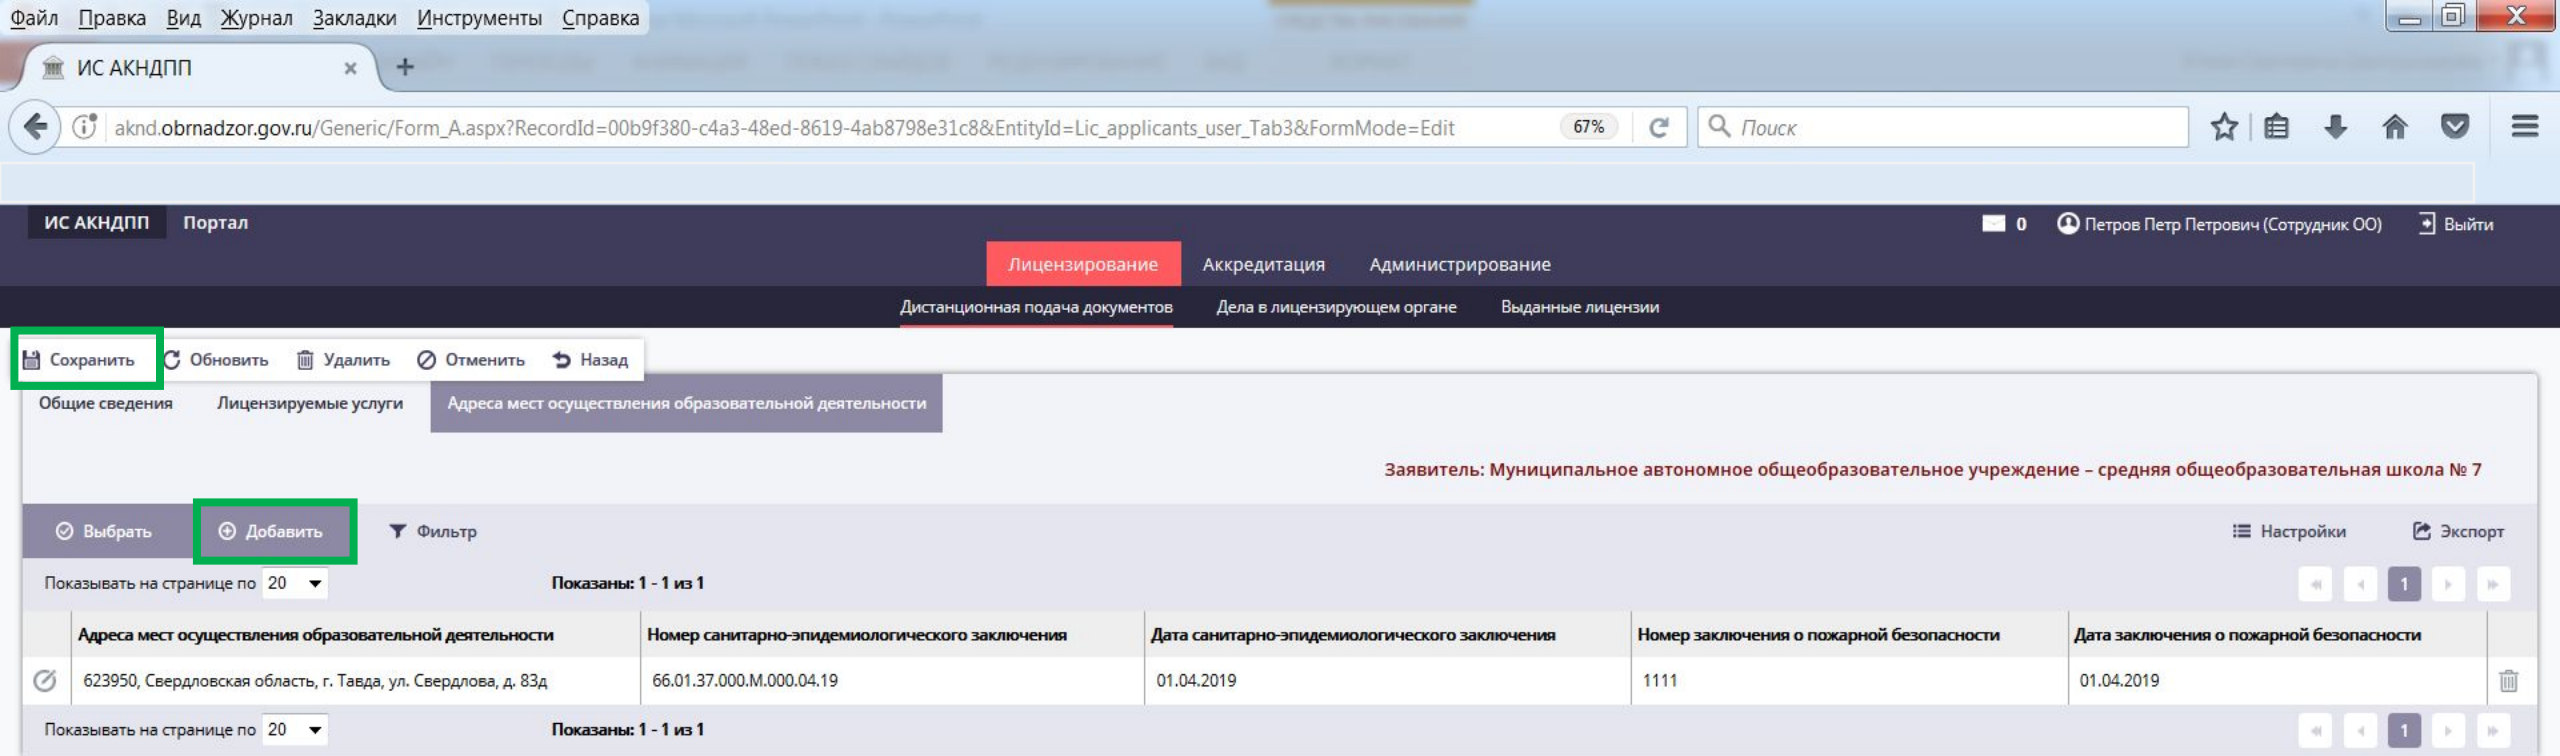 Файл Правка Вид Журнал Закладки Инструменты Справка
ИС АКНДПП
aknd.obrnadzor.gov.ru/Generic/Form_A.aspx?RecordId=00b9f380-c4a3-48ed-8619-4ab8798e31c8&EntityId=Lic_applicants_user_Tab3&FormMode=Edit 67% Поиск
ИС АКНДПП Портал 0 Петров Петр Петрович (Сотрудник ОО) Выйти
Лицензирование Аккредитация Администрирование
Дистанционная подача документов Дела в лицензирующем органе Выданные лицензии
Сохранить Обновить Удалить Отменить Назад
Общие сведения Лицензируемые услуги Адреса мест осуществления образовательной деятельности
Заявитель: Муниципальное автономное общеобразовательное учреждение – средняя общеобразовательная школа № 7
Выбрать Добавить Фильтр Настройки Экспорт
Показывать на странице по 20 Показаны: 1 - 1 из 1 1
Адреса мест осуществления образовательной деятельности Номер санитарно-эпидемиологического заключения Дата санитарно-эпидемиологического заключения Номер заключения о пожарной безопасности Дата заключения о пожарной безопасности
623950, Свердловская область, г. Тавда, ул. Свердлова, д. 83д 66.01.37.000.М.000.04.19 01.04.2019 1111 01.04.2019
Показывать на странице по 20 Показаны: 1 - 1 из 1 1